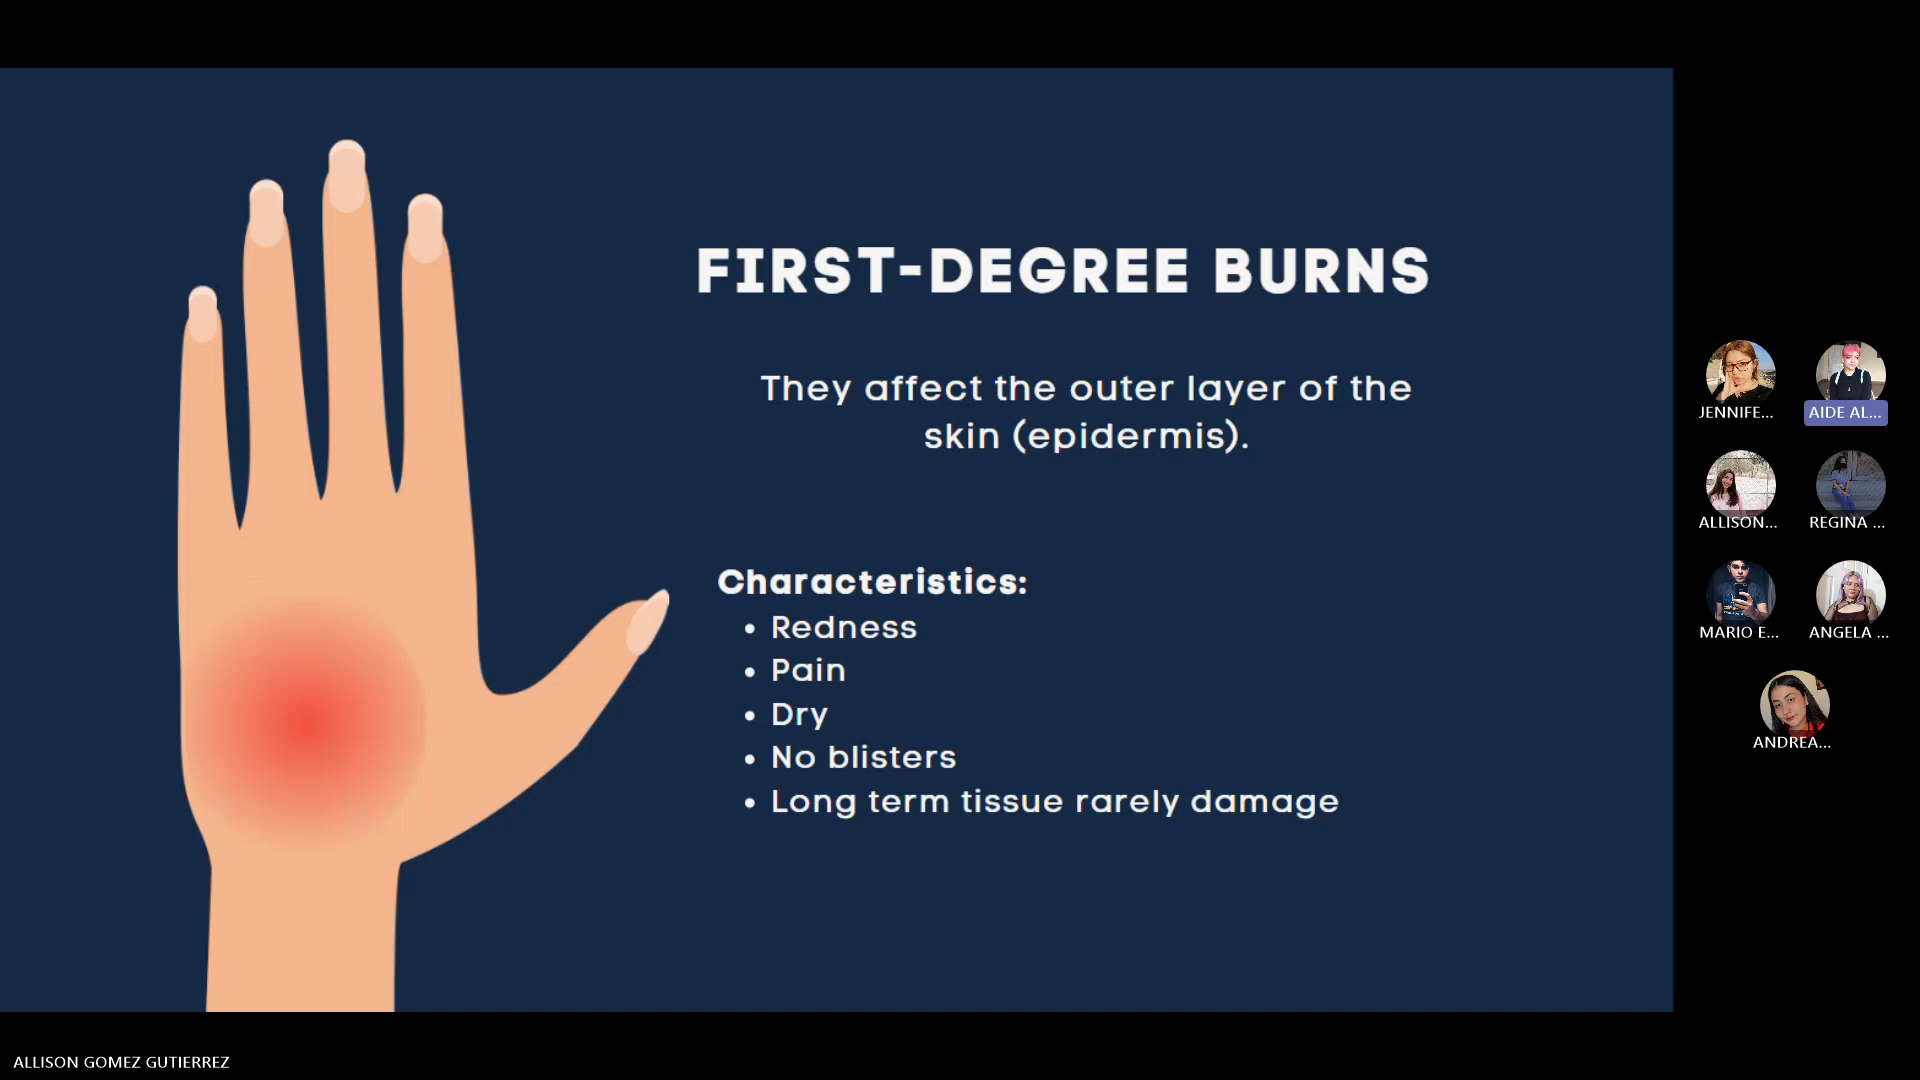 FIRST-DEGREE BURNS
They affect the outer layer of the
skin (epidermis).
Characteristics:
• Redness
• Pain
• Dry
• No blisters
• Long term tissue rarely damage
JENNIFE...
AIDE AL...
ALLISON...
REGINA ...
MARIO E...
ANGELA ...
ANDREA...
ALLISON GOMEZ GUTIERREZ